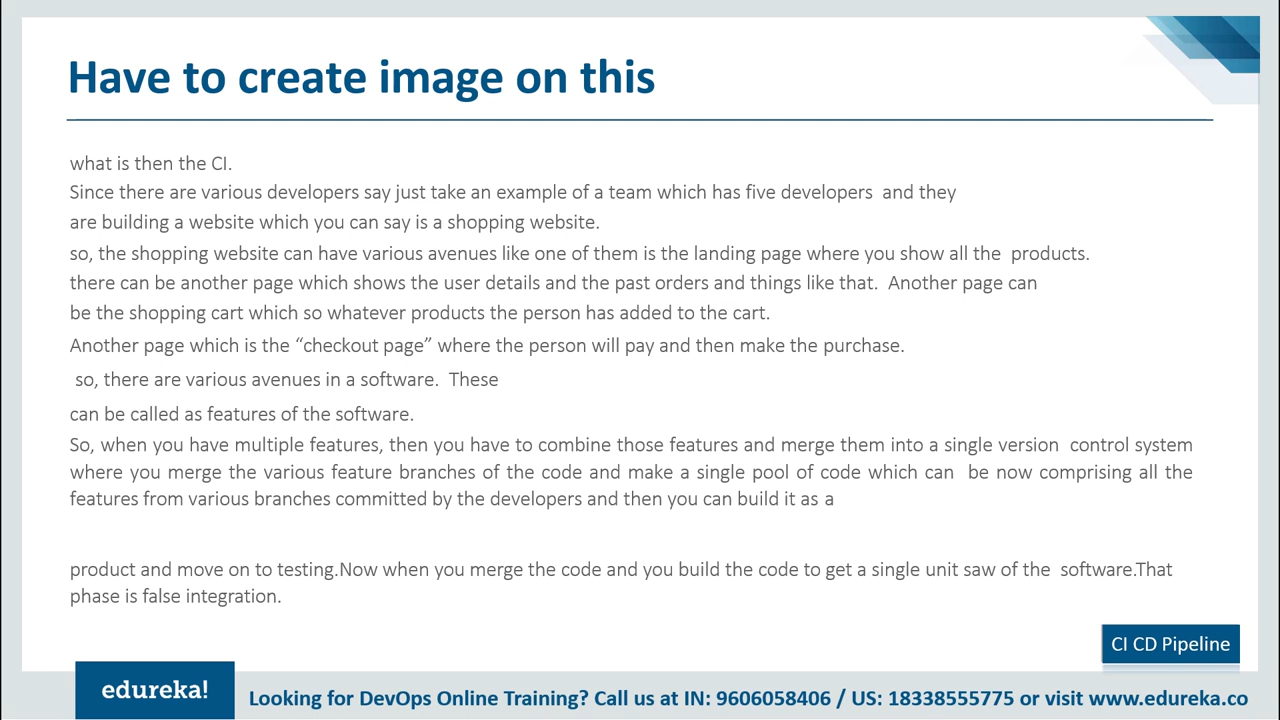 Have to create image on this
what is then the CI.
Since there are various developers say just take an example of a team which has five developers and they
are building a website which you can say is a shopping website.
so, the shopping website can have various avenues like one of them is the landing page where you show all the products.
there can be another page which shows the user details and the past orders and things like that. Another page can
be the shopping cart which so whatever products the person has added to the cart.
Another page which is the “checkout page” where the person will pay and then make the purchase.
so, there are various avenues in a software. These
can be called as features of the software.
So, when you have multiple features, then you have to combine those features and merge them into a single version control system
where you merge the various feature branches of the code and make a single pool of code which can be now comprising all the
features from various branches committed by the developers and then you can build it as a
product and move on to testing.Now when you merge the code and you build the code to get a single unit saw of the software.That
phase is false integration.
CI CD Pipeline
edureka!
Looking for DevOps Online Training? Call us at IN: 9606058406 / US: 18338555775 or visit www.edureka.co